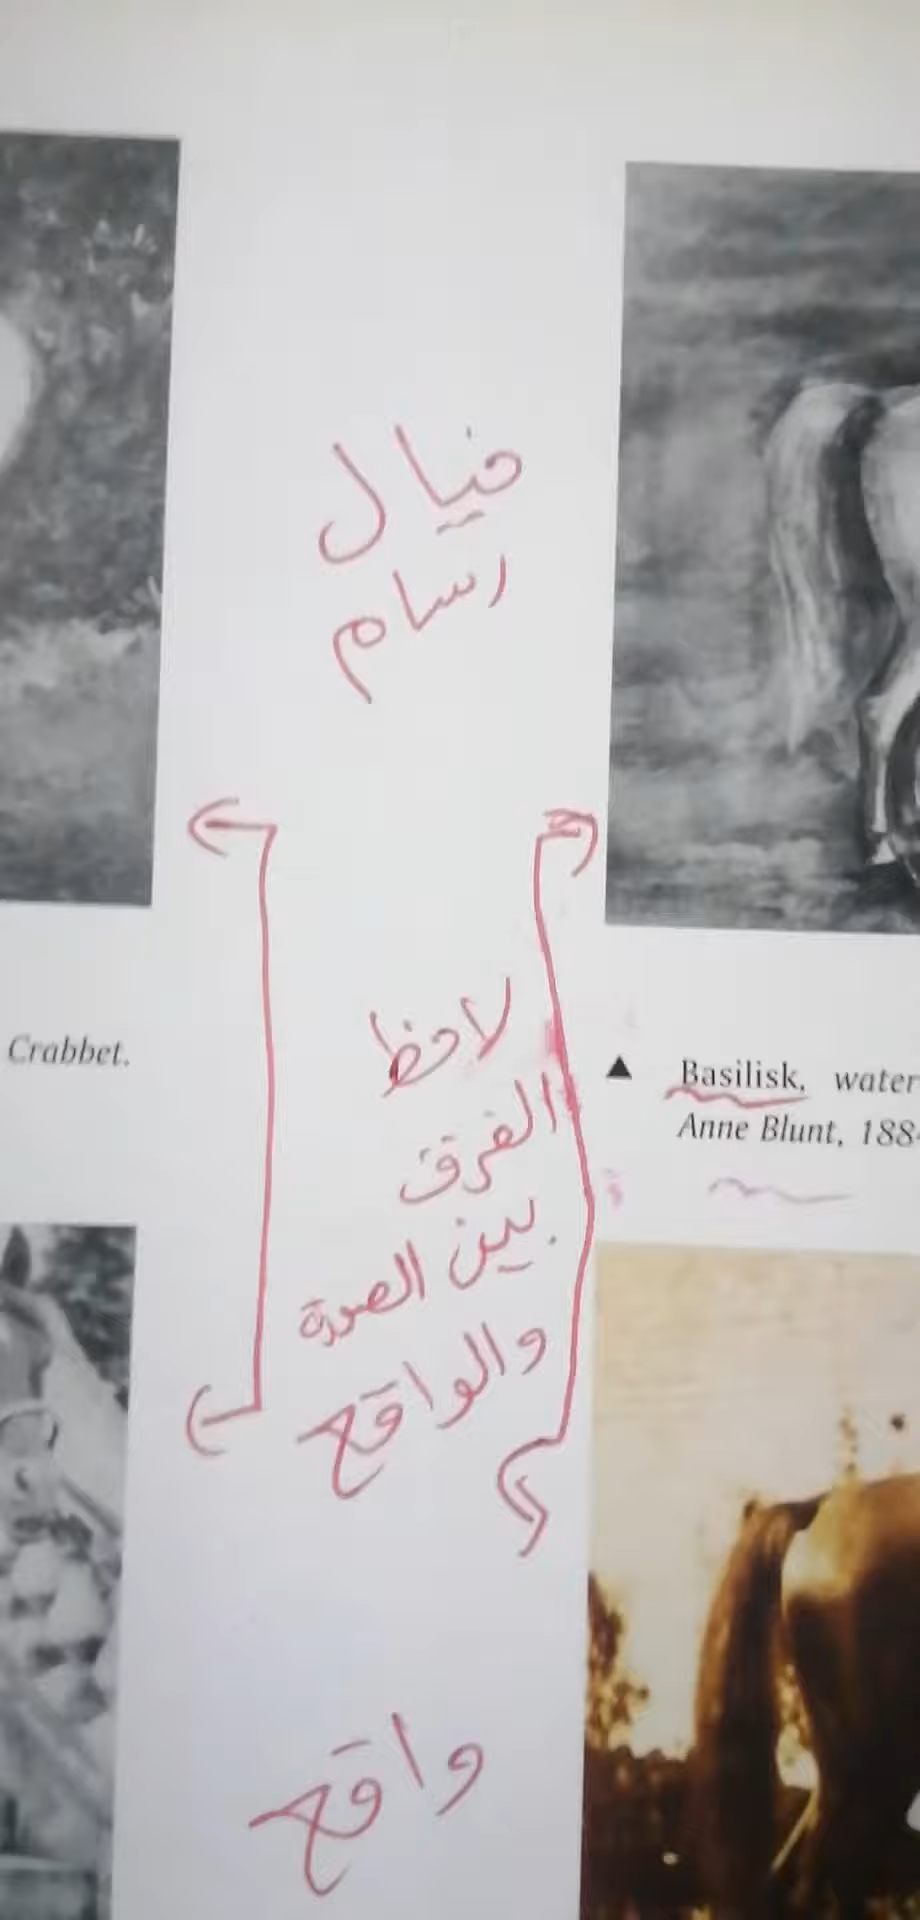 خيال
رسام
لاحظ
الفرق
بين الصورة
والواقع
واقع
Crabbet.
Basilisk, water
Anne Blunt, 188